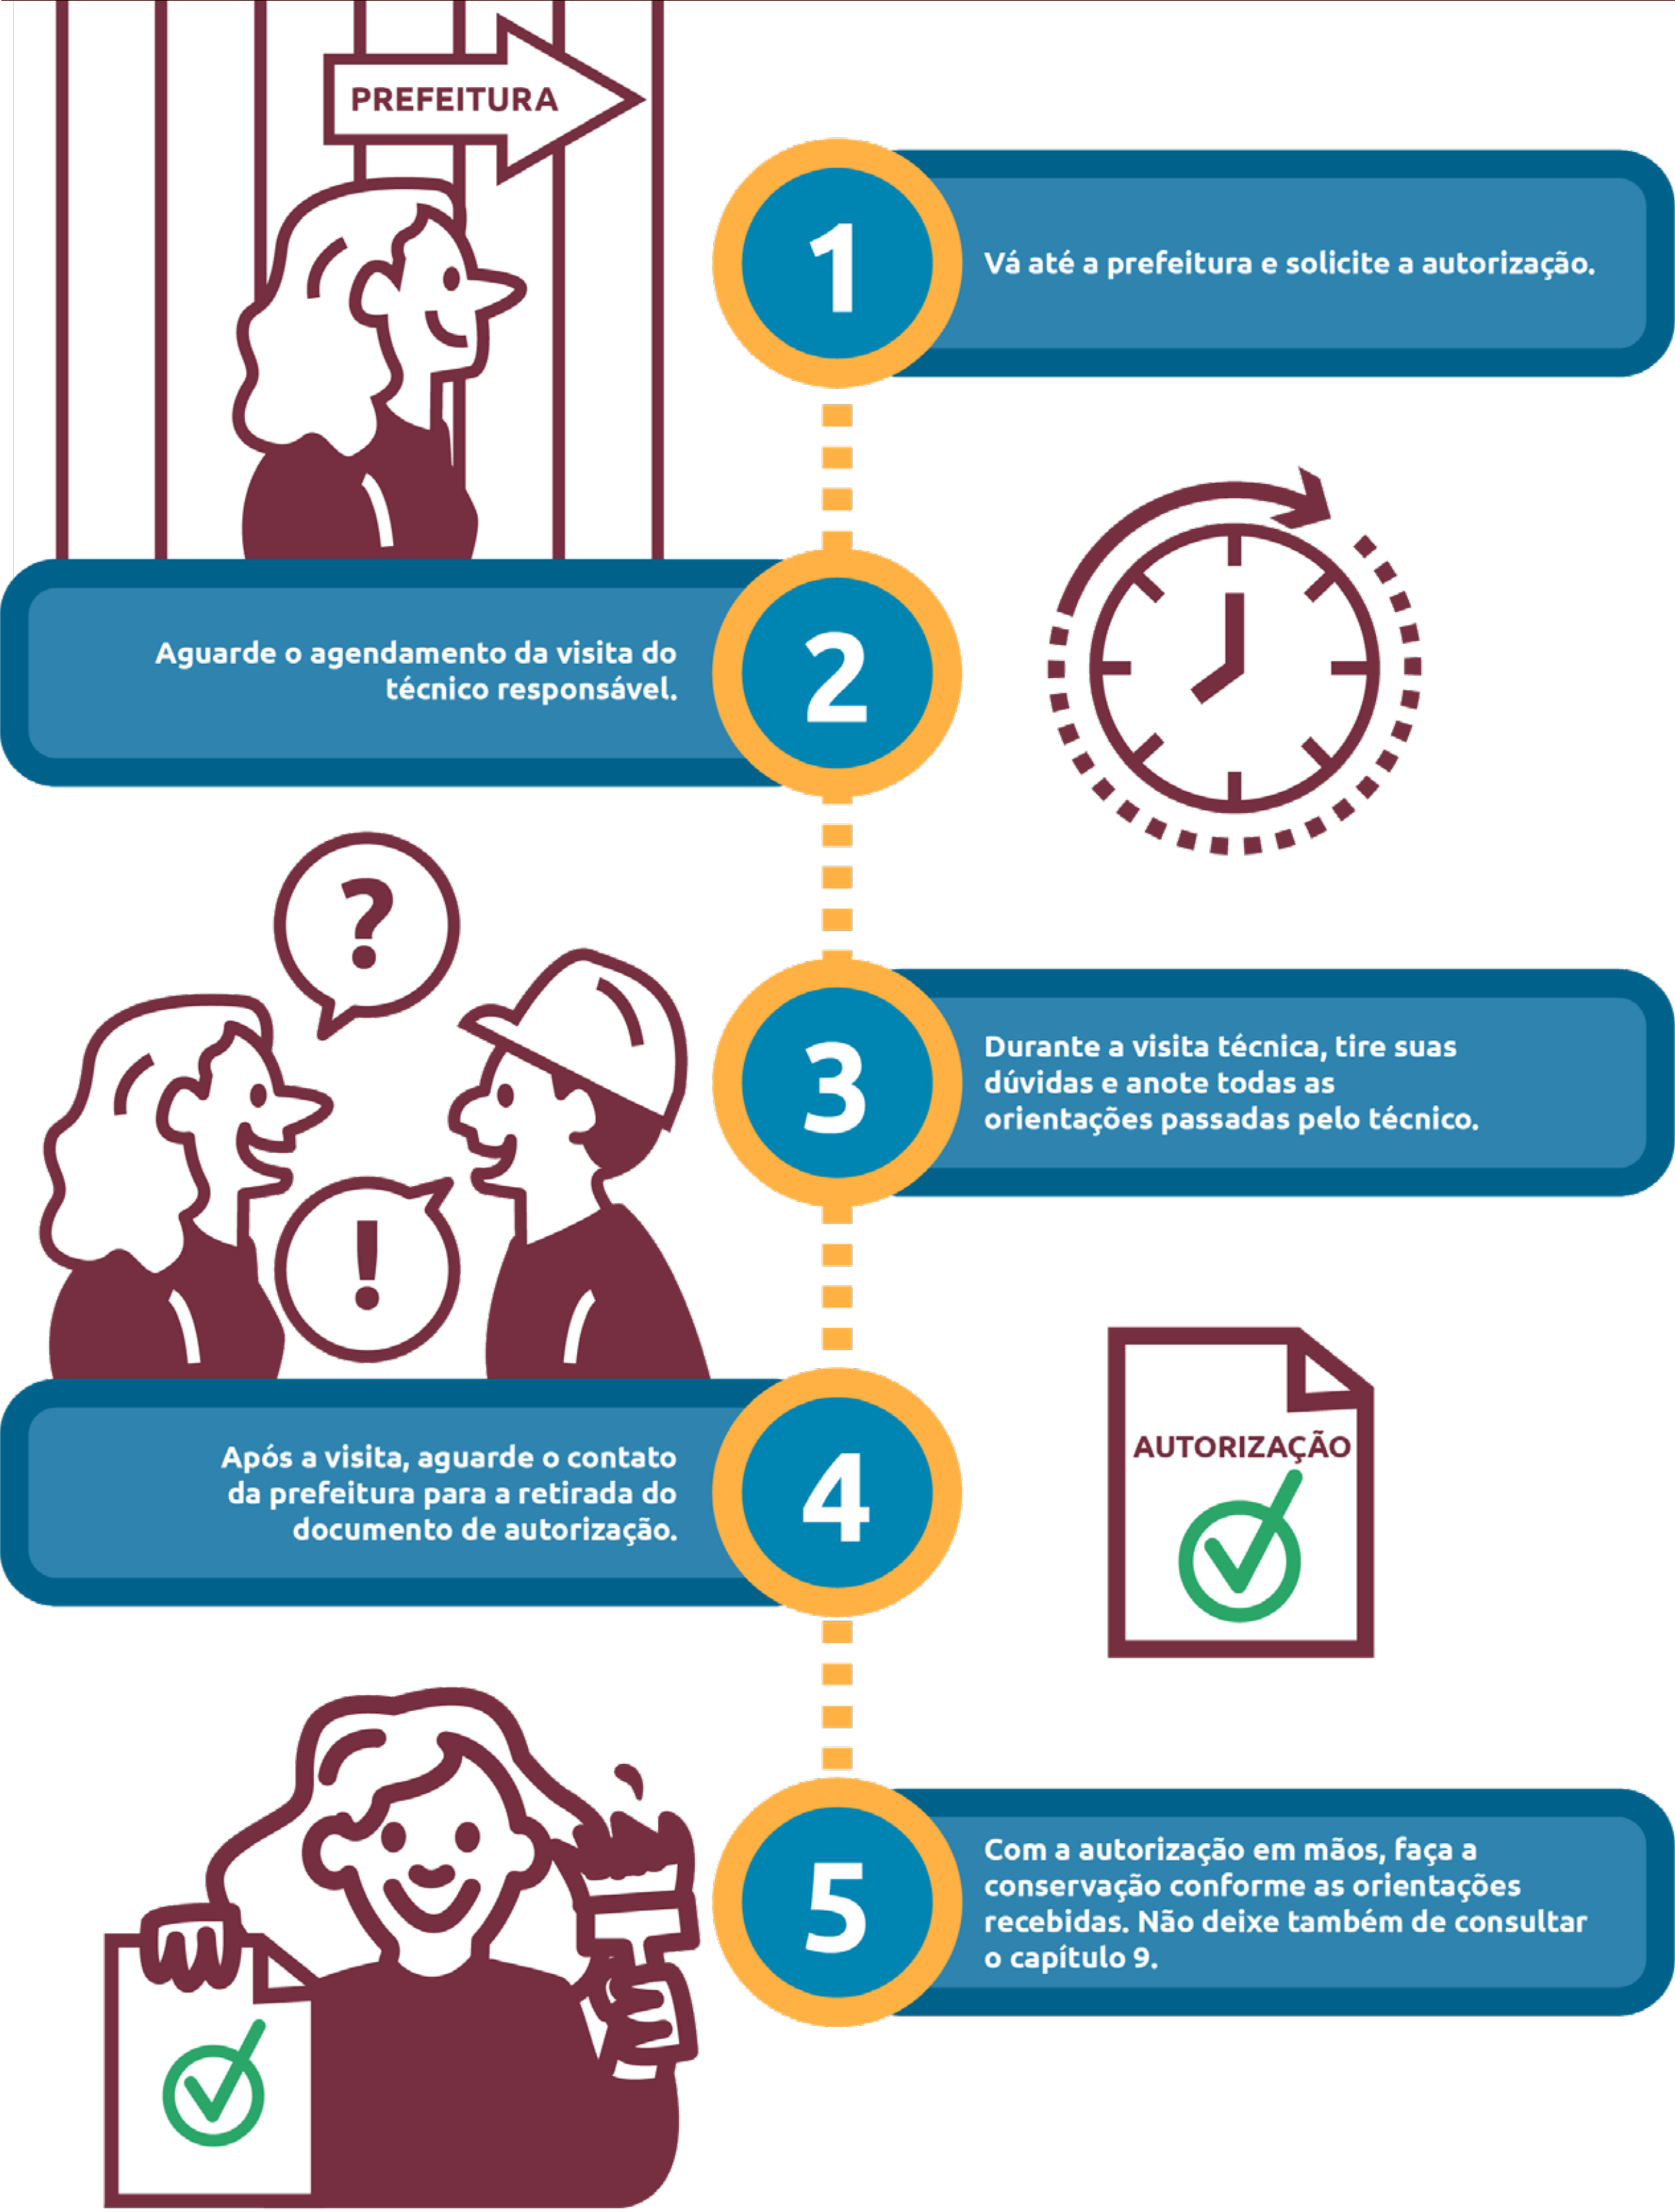 PREFEITURA
1
Vá até a prefeitura e solicite a autorização.
2
Aguarde o agendamento da visita do
técnico responsável.
?
3
Durante a visita técnica, tire suas
dúvidas e anote todas as
orientações passadas pelo técnico.
!
4
Após a visita, aguarde o contato
da prefeitura para a retirada do
documento de autorização.
AUTORIZAÇÃO
5
Com a autorização em mãos, faça a
conservação conforme as orientações
recebidas. Não deixe também de consultar
o capítulo 9.